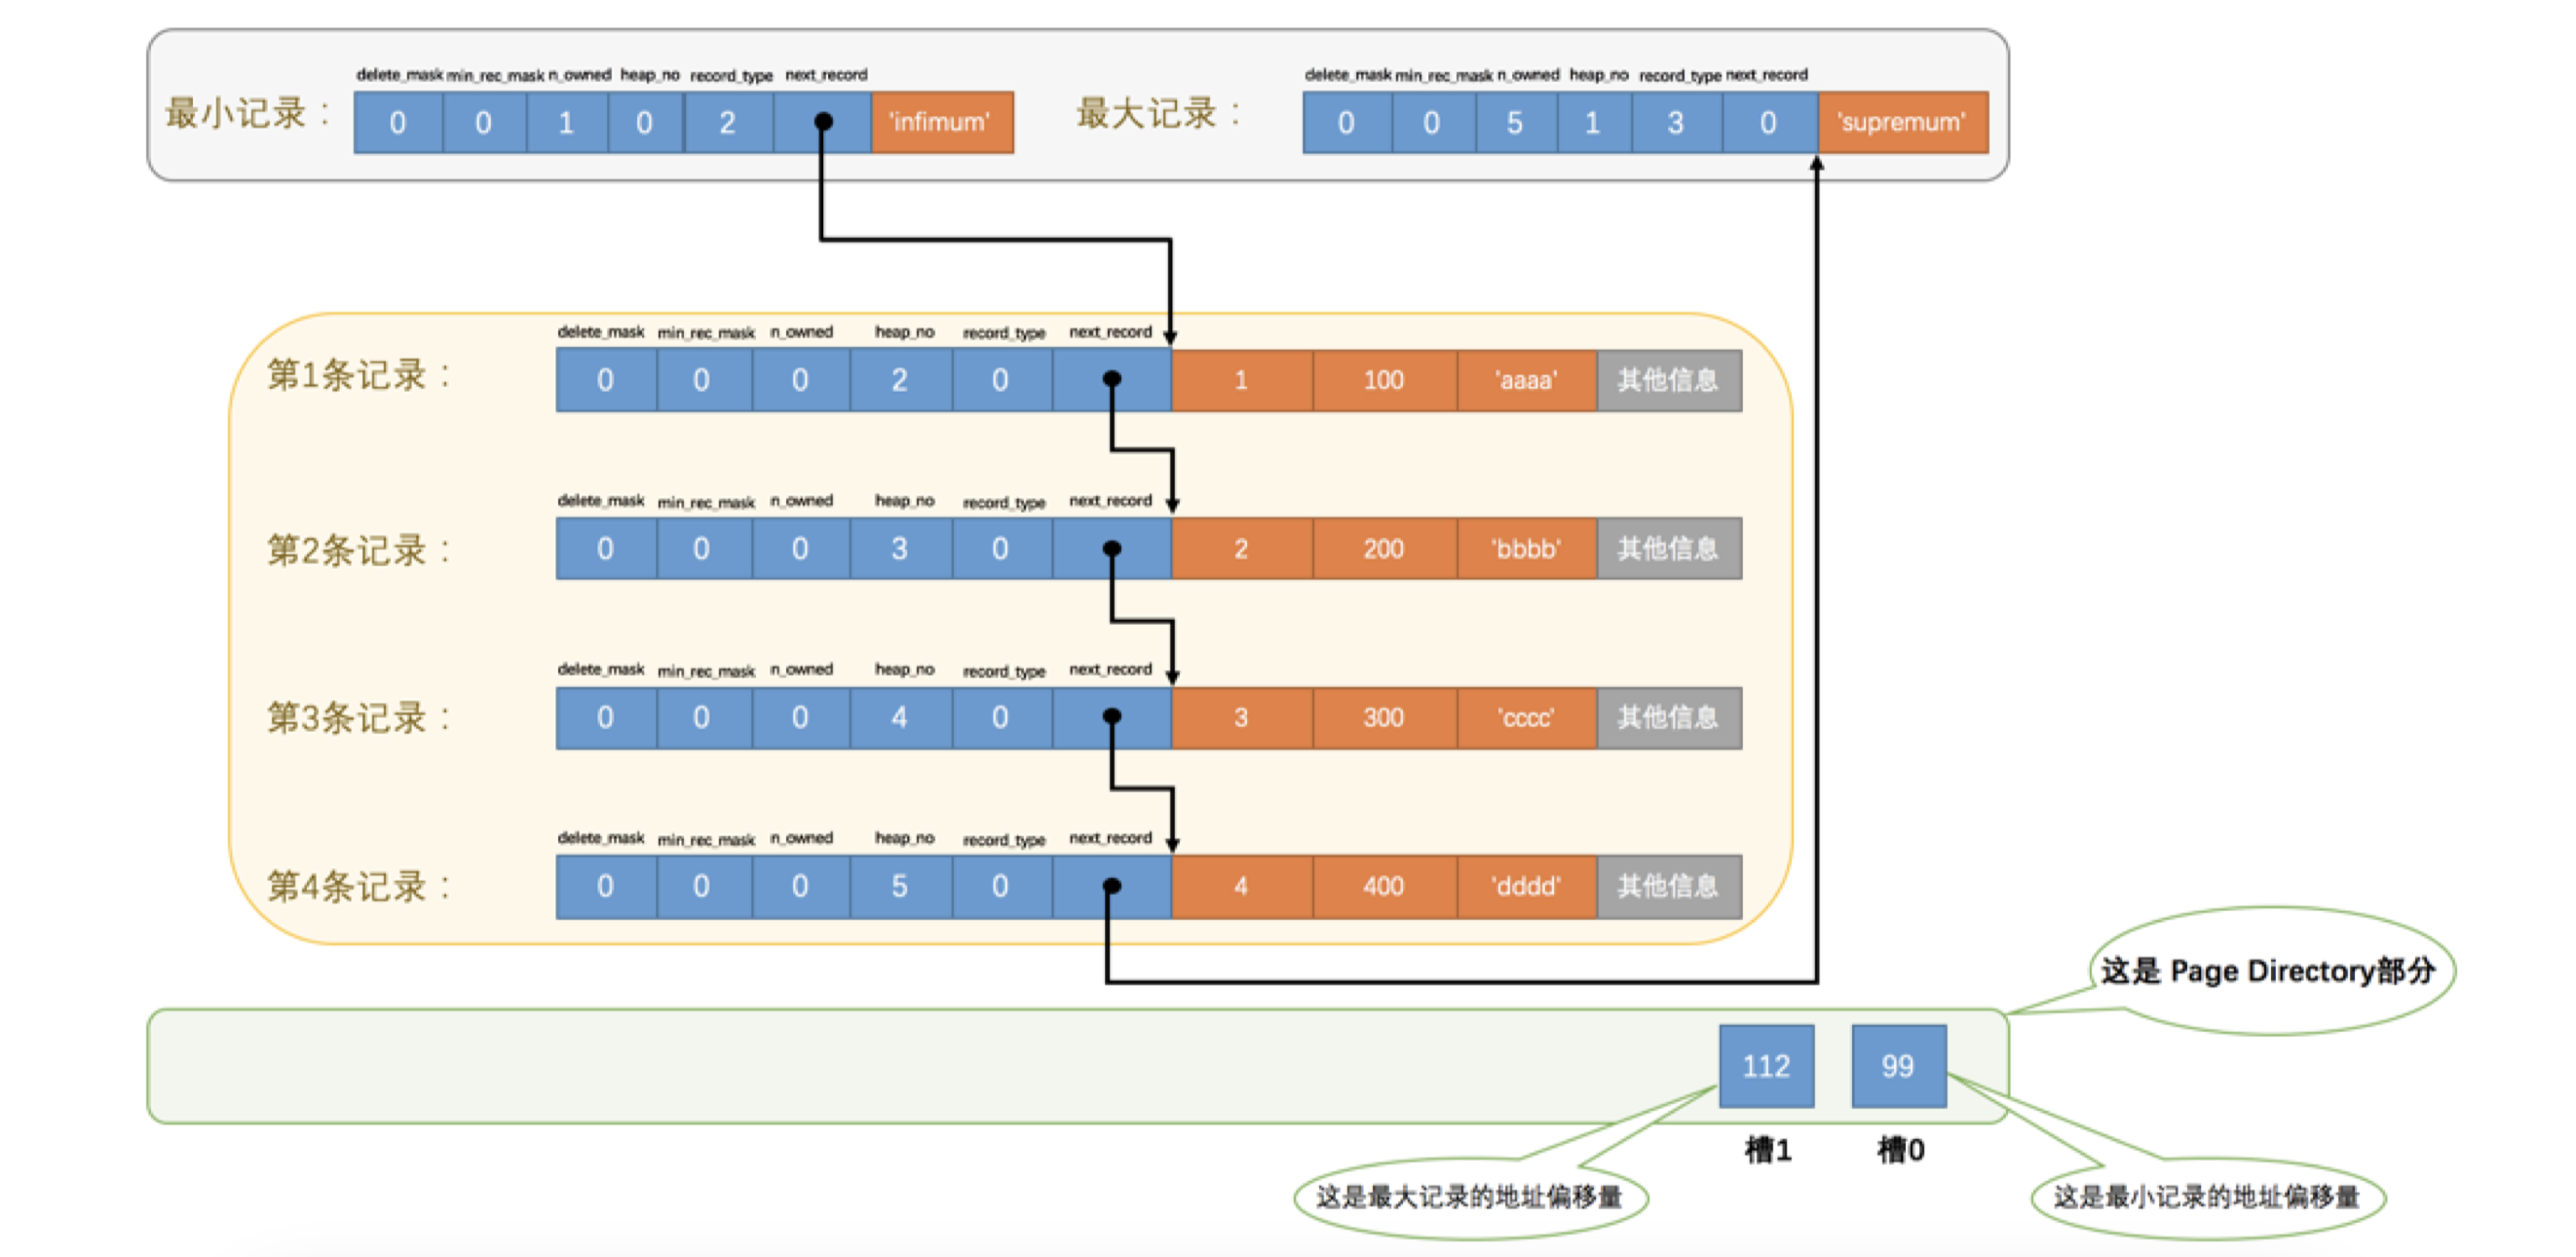 delete_mask min_rec_mask n_owned heap_no record_type next_record
最小记录： 0 0 1 0 2 'infimum'
delete_mask min_rec_mask n_owned heap_no record_type next_record
最大记录： 0 0 5 1 3 0 'supremum'
delete_mask min_rec_mask n_owned heap_no record_type next_record
第1条记录： 0 0 0 2 0 1 100 'aaaa' 其他信息
delete_mask min_rec_mask n_owned heap_no record_type next_record
第2条记录： 0 0 0 3 0 2 200 'bbbb' 其他信息
delete_mask min_rec_mask n_owned heap_no record_type next_record
第3条记录： 0 0 0 4 0 3 300 'cccc' 其他信息
delete_mask min_rec_mask n_owned heap_no record_type next_record
第4条记录： 0 0 0 5 0 4 400 'dddd' 其他信息
这是 Page Directory部分
112 99
槽1 槽0
这是最大记录的地址偏移量
这是最小记录的地址偏移量